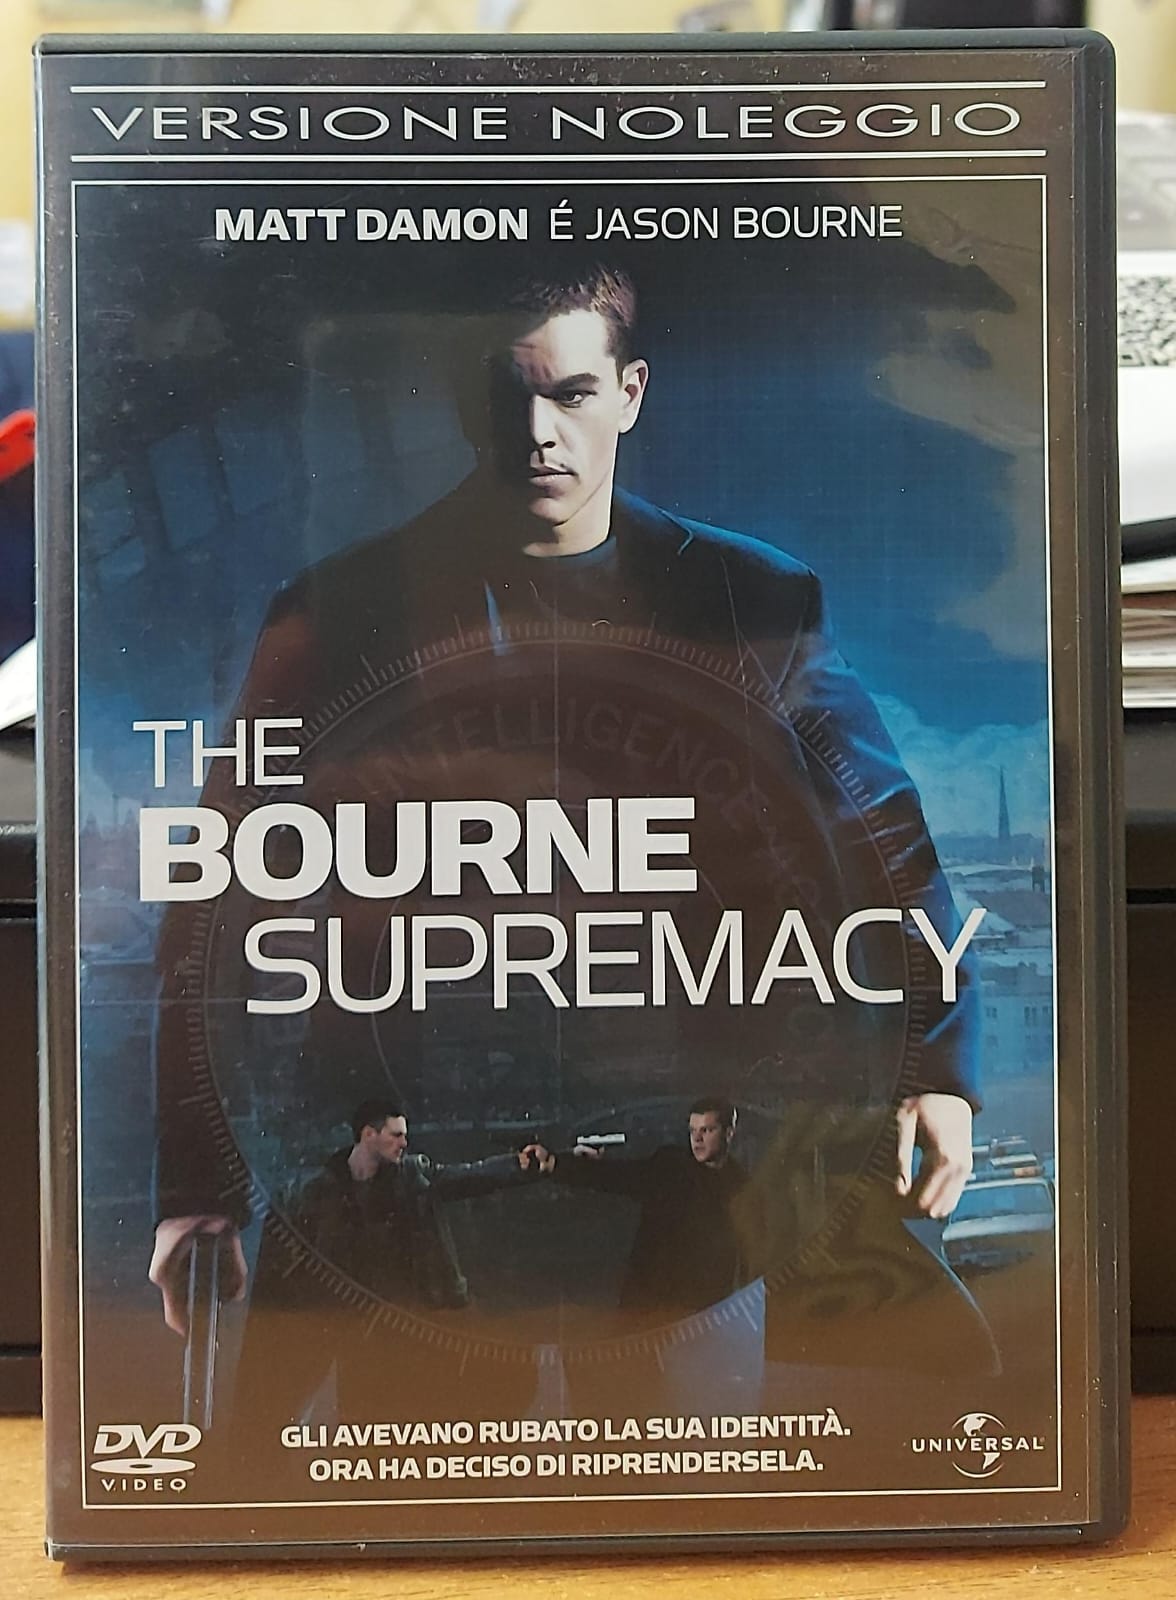 VERSIONE NOLEGGIO
MATT DAMON É JASON BOURNE
INTELLIGENCE
THE
BOURNE
SUPREMACY
GLI AVEVANO RUBATO LA SUA IDENTITÀ.
ORA HA DECISO DI RIPRENDERSELA.
DVD
VIDEO
UNIVERSAL